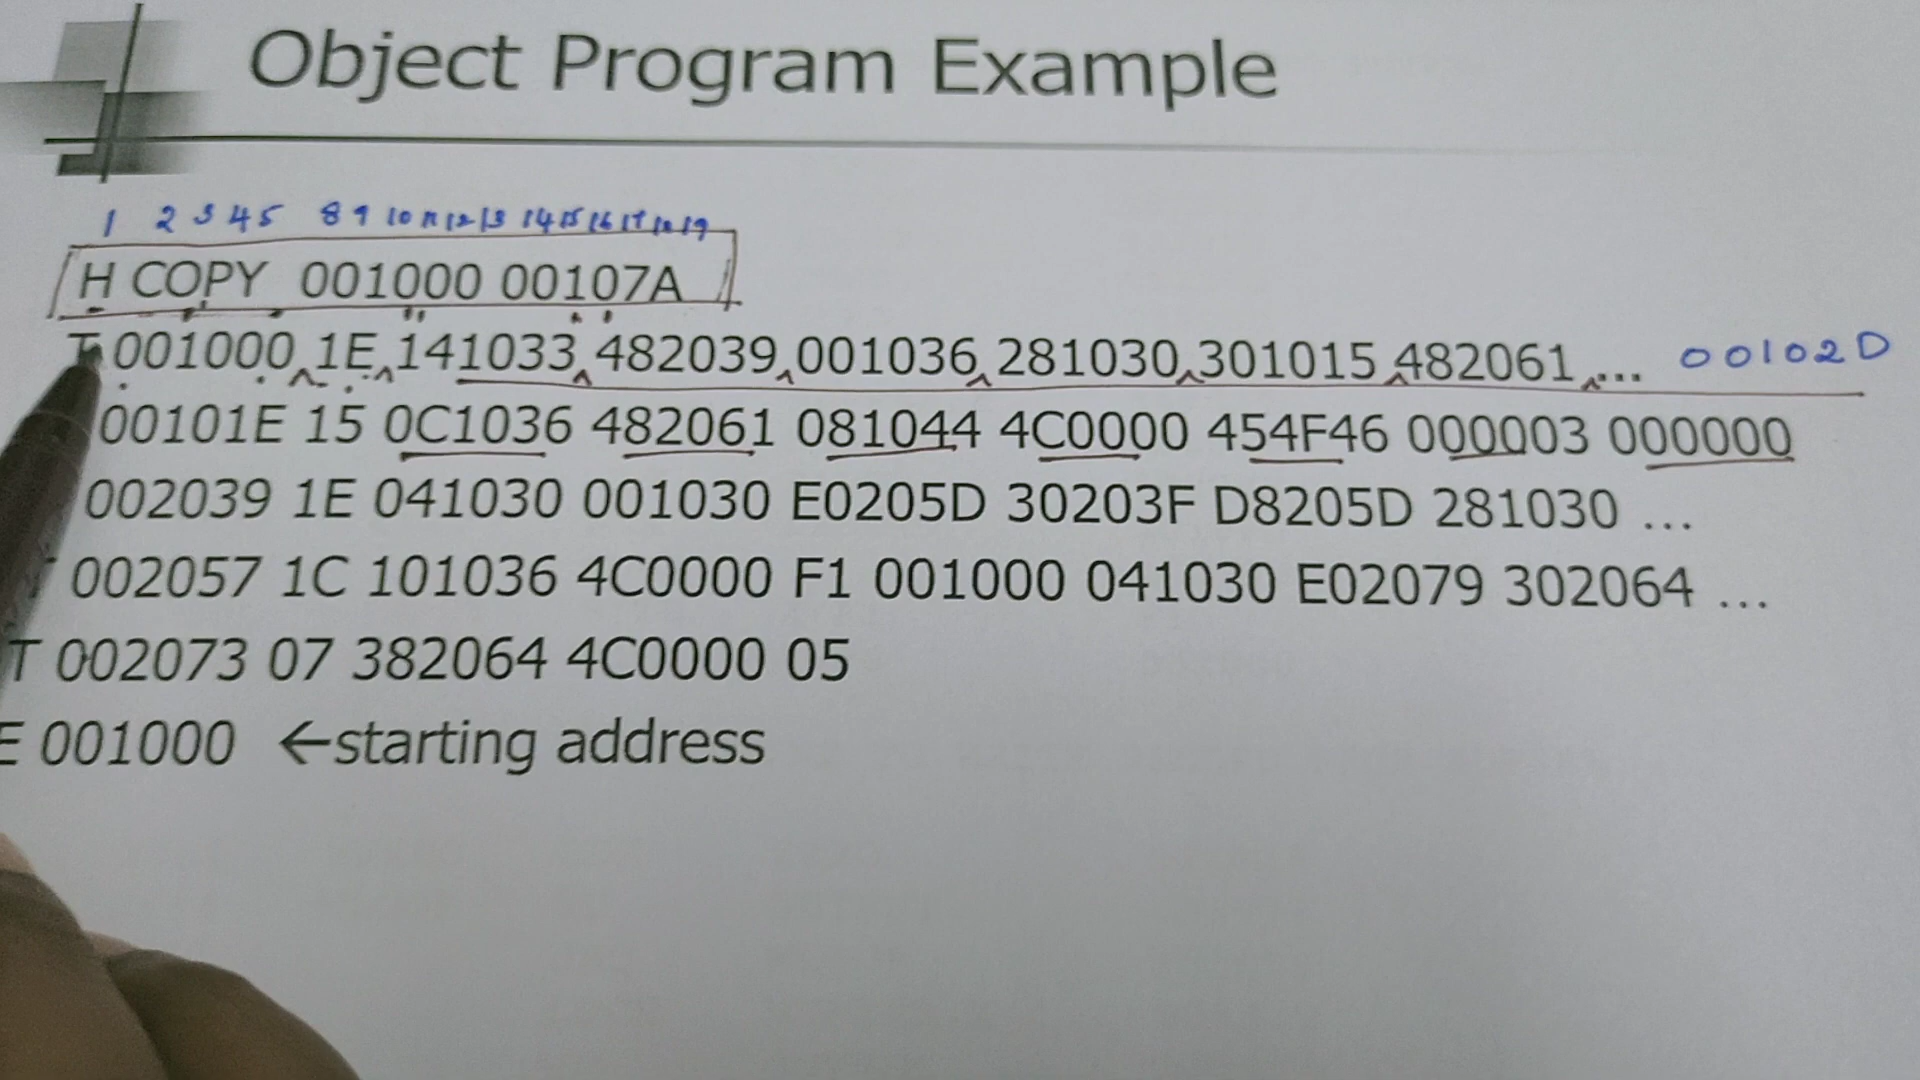 Object Program Example
1 2 3 4 5 8 9 10 11 12 13 14 15 16 17 18 19
H COPY 001000 00107A
T 001000 1E 141033 482039 001036 281030 301015 482061 ... 00102D
00101E 15 0C1036 482061 081044 4C0000 454F46 000003 000000
002039 1E 041030 001030 E0205D 30203F D8205D 281030 ...
002057 1C 101036 4C0000 F1 001000 041030 E02079 302064 ...
T 002073 07 382064 4C0000 05
E 001000 ←starting address